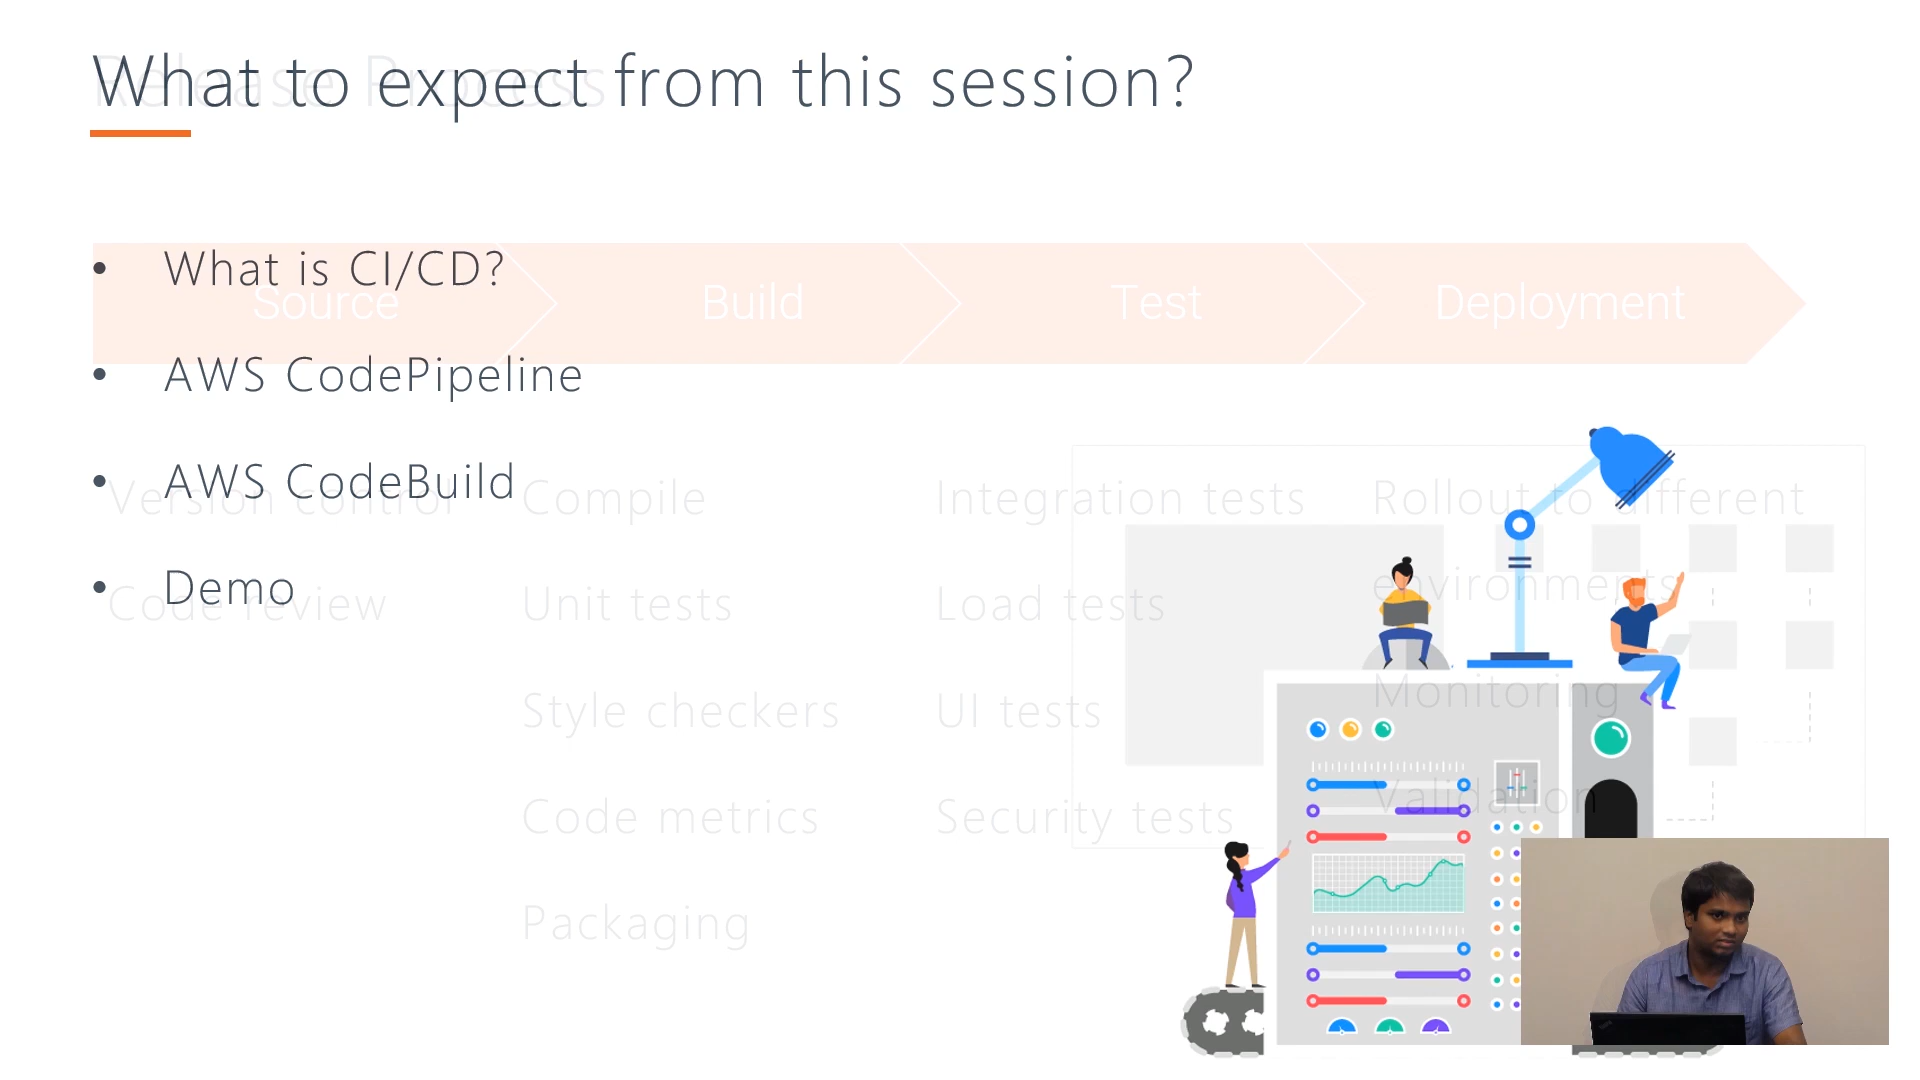 What to expect from this session?
Release Process
• What is CI/CD?
Source Build Test Deployment
• AWS CodePipeline
• AWS CodeBuild
Version control Compile Integration tests Rollout to different
environments
• Demo
Code review Unit tests Load tests
Monitoring
Style checkers UI tests
Validation
Code metrics Security tests
Packaging